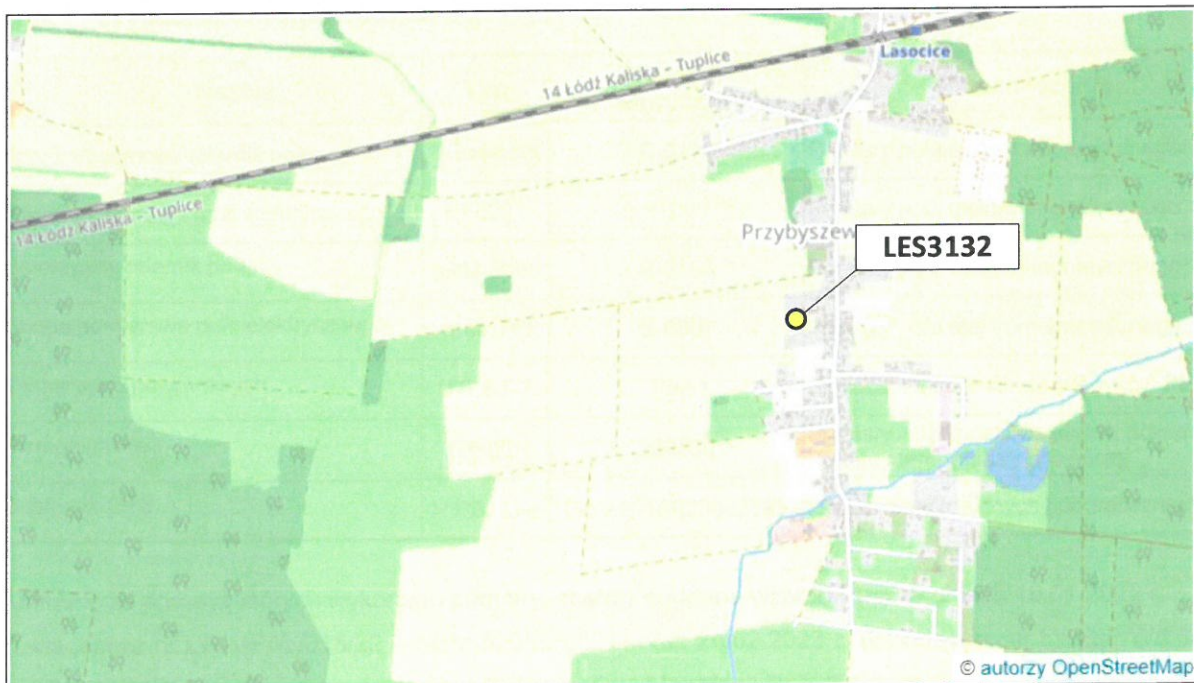 Lasocice
14 Łódź Kaliska - Tuplice
14 Łódź Kaliska - Tuplice
Przybyszew
LES3132
© autorzy OpenStreetMap